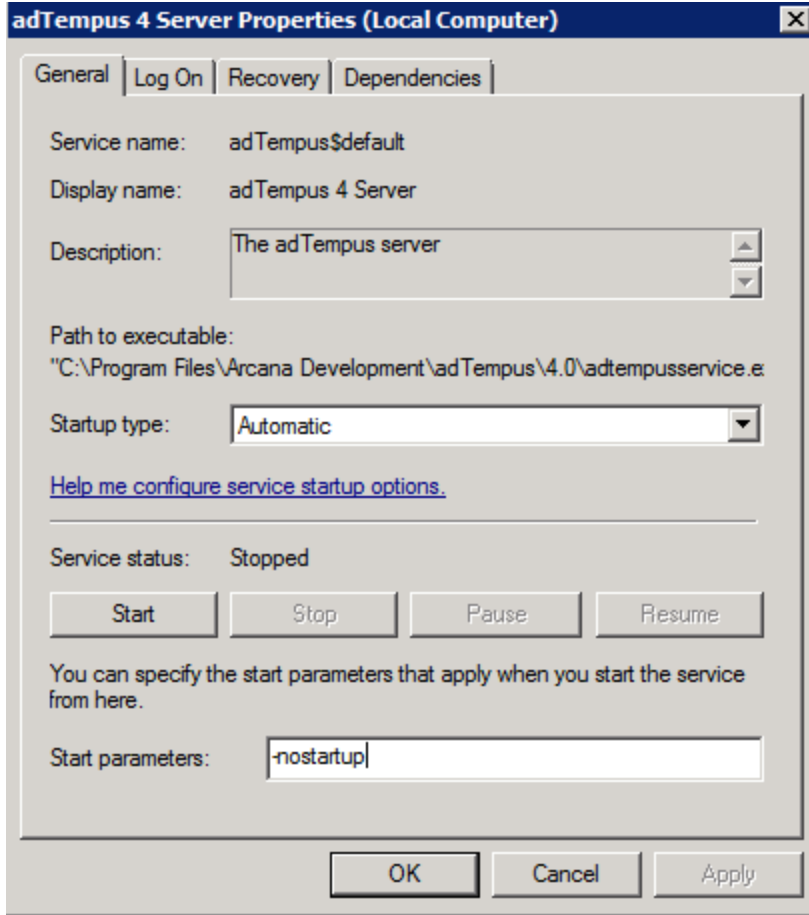 adTempus 4 Server Properties (Local Computer)
General Log On Recovery Dependencies
Service name: adTempus$default
Display name: adTempus 4 Server
Description: The adTempus server
Path to executable:
"C:\Program Files\Arcana Development\adTempus\4.0\adtempusservice.e
Startup type: Automatic
Help me configure service startup options.
Service status: Stopped
Start Stop Pause Resume
You can specify the start parameters that apply when you start the service
from here.
Start parameters: -nostartup
OK Cancel Apply